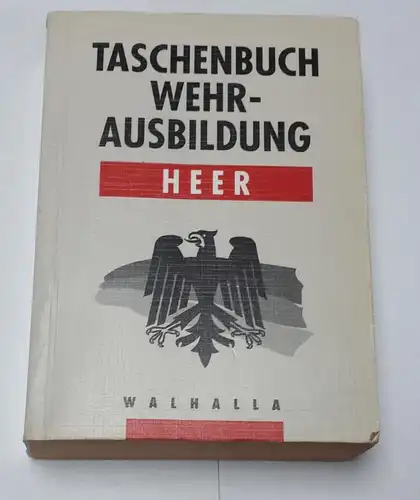 TASCHENBUCH
WEHR-
AUSBILDUNG
HEER
WALHALLA